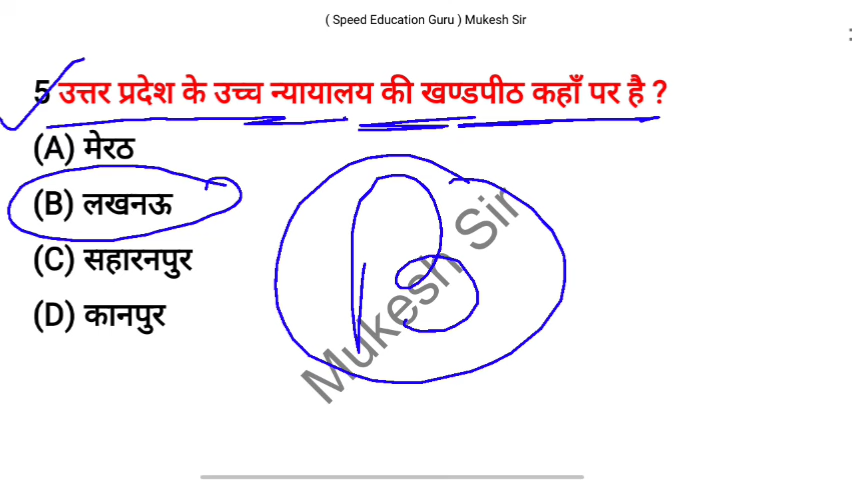 ( Speed Education Guru ) Mukesh Sir
5 उत्तर प्रदेश के उच्च न्यायालय की खण्डपीठ कहाँ पर है ?
(A) मेरठ
(B) लखनऊ
(C) सहारनपुर
(D) कानपुर
B
Mukesh Sir